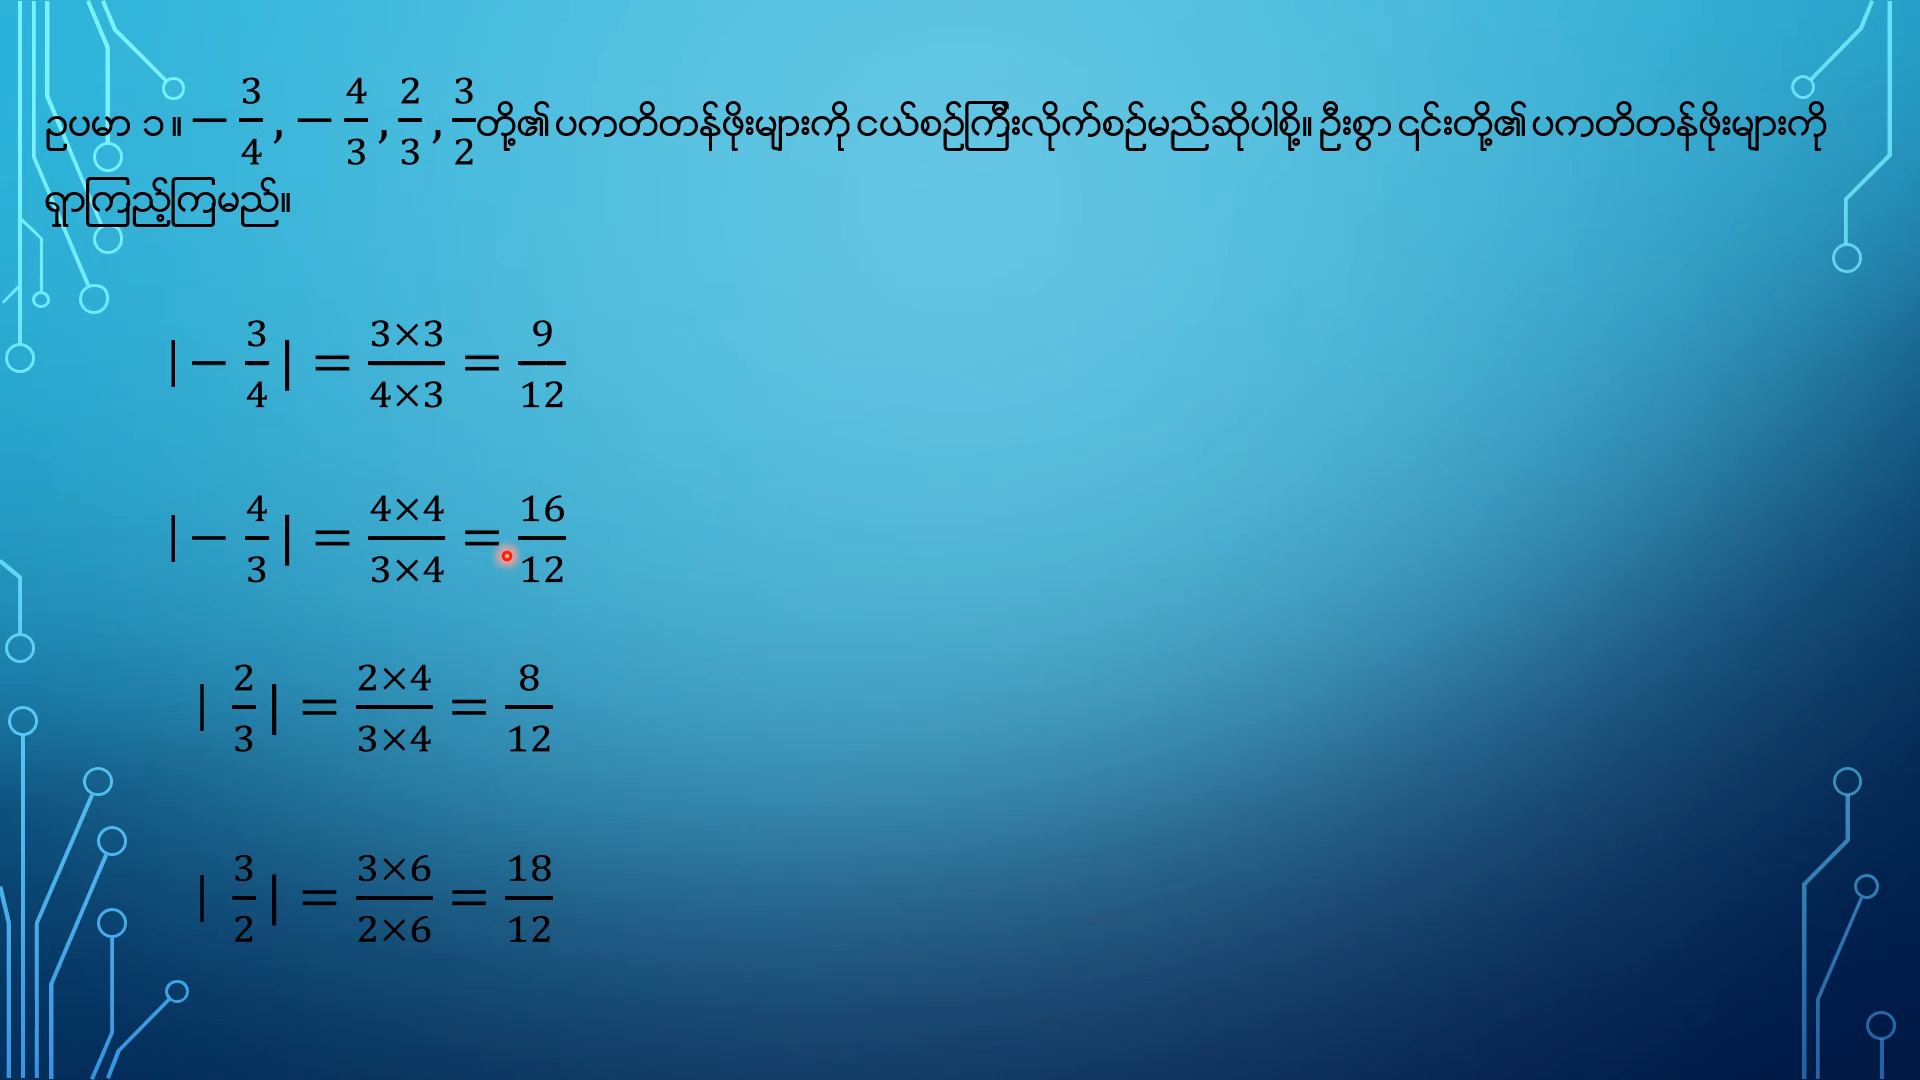 ဥပမာ ၁။ −3/4 , −4/3 , 2/3 , 3/2 တို့၏ ပကတိတန်ဖိုးများကို ငယ်စဉ်ကြီးလိုက်စဉ်မည်ဆိုပါစို့။ ဦးစွာ ၎င်းတို့၏ ပကတိတန်ဖိုးများကို
ရှာကြည့်ကြမည်။
|− 3/4 | = 3×3/4×3 = 9/12
|− 4/3 | = 4×4/3×4 = 16/12
| 2/3 | = 2×4/3×4 = 8/12
| 3/2 | = 3×6/2×6 = 18/12